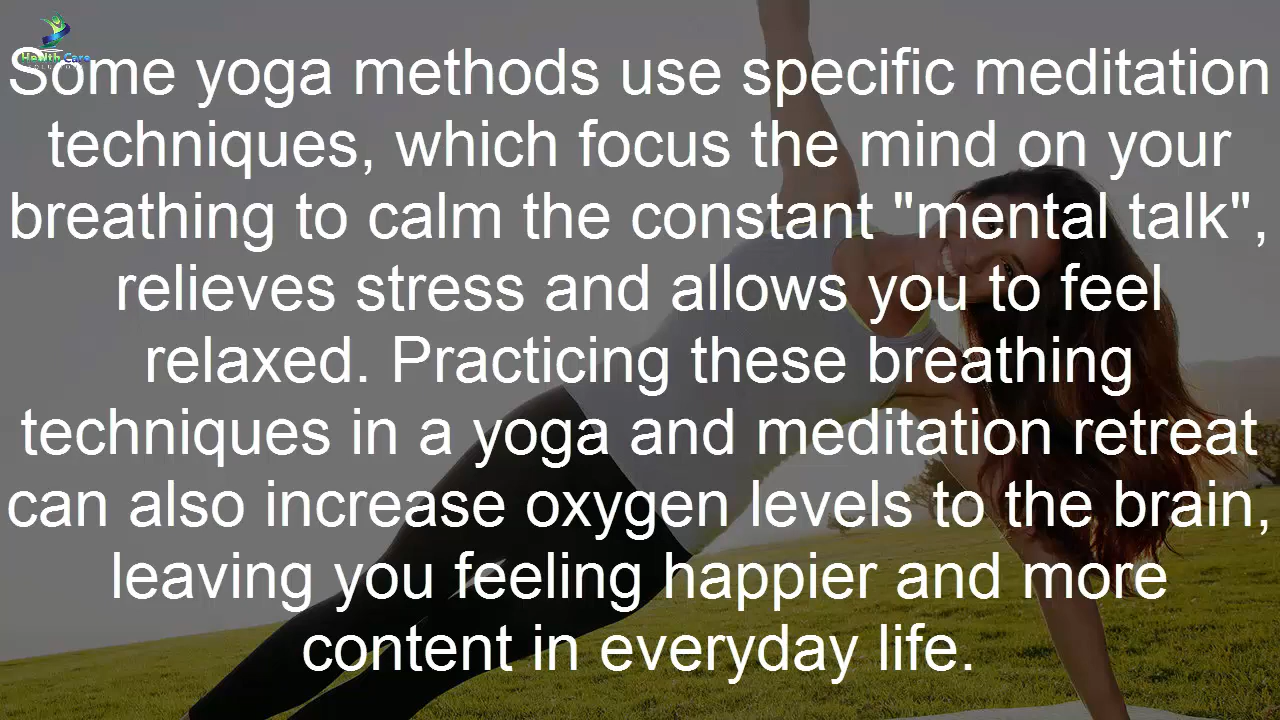 Health Care
Some yoga methods use specific meditation
techniques, which focus the mind on your
breathing to calm the constant "mental talk",
relieves stress and allows you to feel
relaxed. Practicing these breathing
techniques in a yoga and meditation retreat
can also increase oxygen levels to the brain,
leaving you feeling happier and more
content in everyday life.